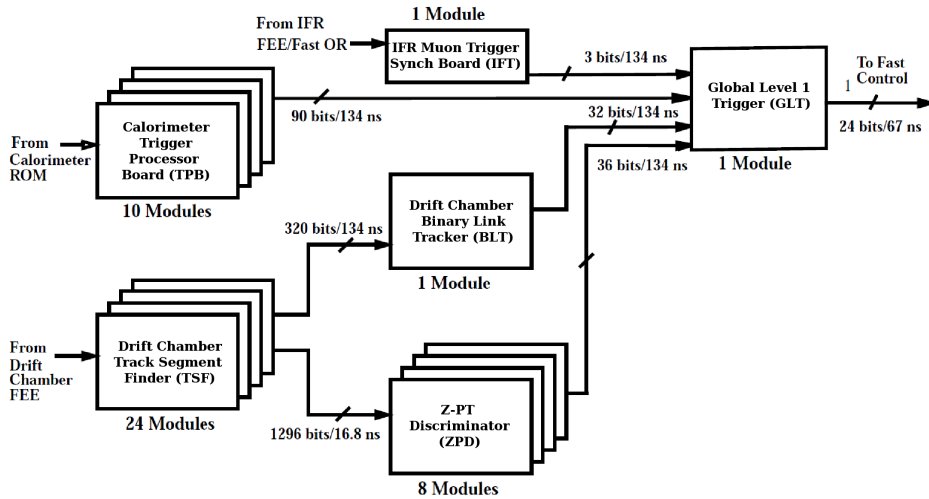 1 Module
From IFR
FEE/Fast OR
IFR Muon Trigger
Synch Board (IFT)
3 bits/134 ns
Global Level 1
Trigger (GLT)
1
To Fast
Control
24 bits/67 ns
1 Module
90 bits/134 ns
32 bits/134 ns
36 bits/134 ns
From
Calorimeter
ROM
Calorimeter
Trigger
Processor
Board (TPB)
10 Modules
320 bits/134 ns
Drift Chamber
Binary Link
Tracker (BLT)
1 Module
From
Drift
Chamber
FEE
Drift Chamber
Track Segment
Finder (TSF)
24 Modules
1296 bits/16.8 ns
Z-PT
Discriminator
(ZPD)
8 Modules